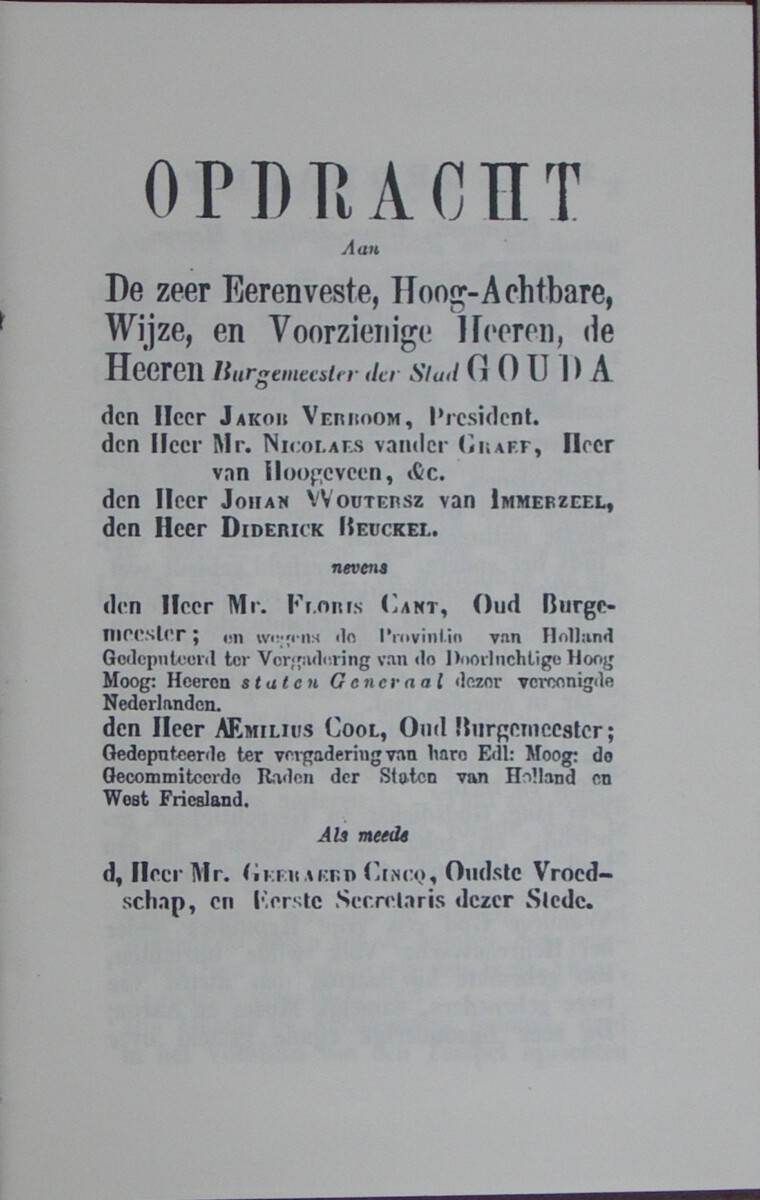 OPDRACHT
Aan
De zeer Eerenveste, Hoog-Achtbare,
Wijze, en Voorzienige Heeren, de
Heeren Burgemeester der Stad GOUDA
den Heer JAKOB VERBOOM, President.
den Heer Mr. NICOLAES vander GRAEF, Heer
van Hoogeveen, &c.
den Heer JOHAN WOUTERSZ van IMMERZEEL,
den Heer DIDERICK BEUCKEL.
nevens
den Heer Mr. FLORIS CANT, Oud Burge-
meester; en wegens de Provintie van Holland
Gedeputeerd ter Vergadering van de Doorluchtige Hoog
Moog: Heeren staten Generaal dezer vereenigde
Nederlanden.
den Heer ÆMILIUS COOL, Oud Burgemeester;
Gedeputeerde ter vergadering van hare Edl: Moog: de
Gecommiteerde Raden der Staten van Holland en
West Friesland.
Als meede
d, Heer Mr. GEERAERD CINCQ, Oudste Vroed-
schap, en Eerste Secretaris dezer Stede.